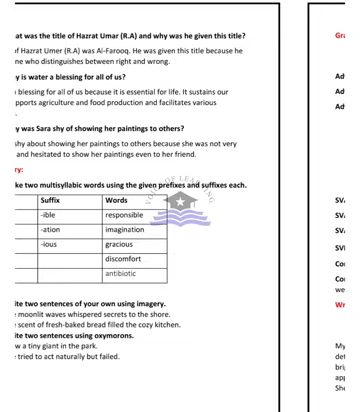 at was the title of Hazrat Umar (R.A) and why was he given this title?
of Hazrat Umer (R.A) was Al-Farooq. He was given this title because he
ne who distinguishes between right and wrong.
y is water a blessing for all of us?
blessing for all of us because it is essential for life. It sustains our
pports agriculture and food production and facilitates various
y was Sara shy of showing her paintings to others?
shy about showing her paintings to others because she was not very
and hesitated to show her paintings even to her friend.
ry:
ke two multisyllabic words using the given prefixes and suffixes each.
Suffix Words
-ible responsible
-ation imagination
-ious gracious
discomfort
antibiotic
ite two sentences of your own using imagery.
moonlit waves whispered secrets to the shore.
scent of fresh-baked bread filled the cozy kitchen.
ite two sentences using oxymorons.
w a tiny giant in the park.
tried to act naturally but failed.
OF LEARNING
Gra
Ad
Ad
Ad
SV
SV
SV
SV
Co
Co
we
Wr
My
det
bri
app
She